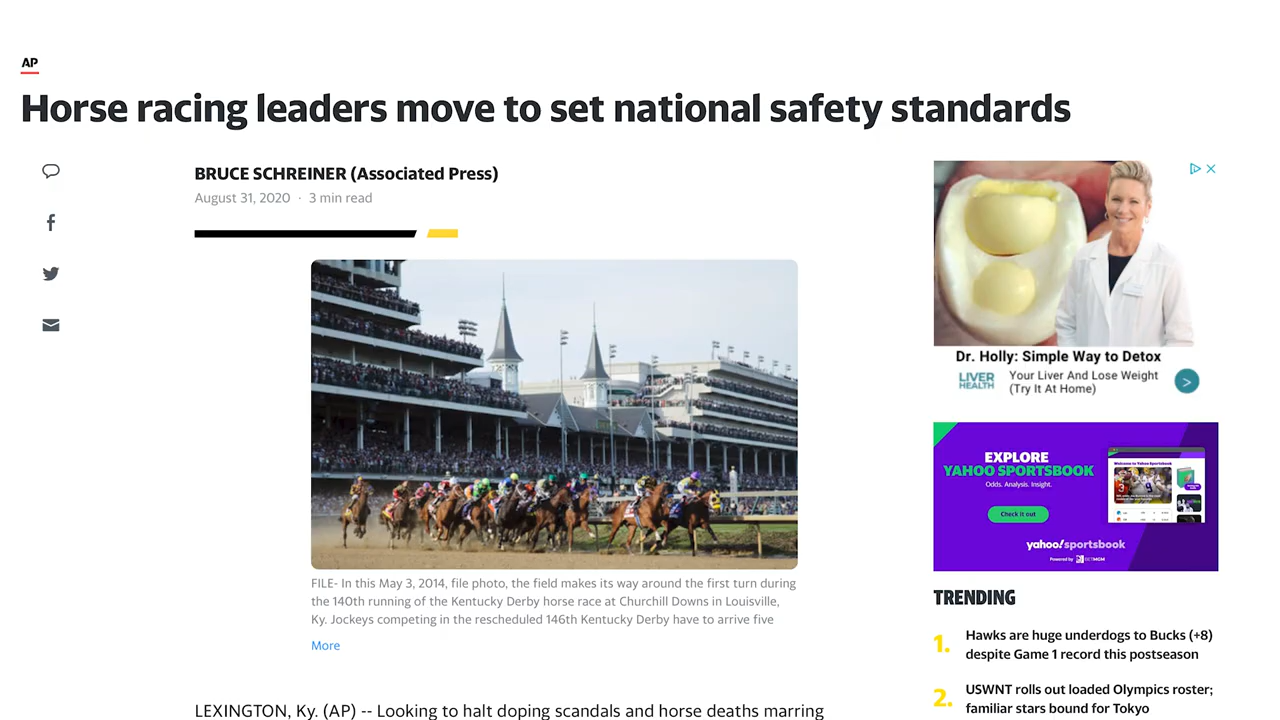 AP
Horse racing leaders move to set national safety standards
BRUCE SCHREINER (Associated Press)
August 31, 2020 · 3 min read
FILE- In this May 3, 2014, file photo, the field makes its way around the first turn during
the 140th running of the Kentucky Derby horse race at Churchill Downs in Louisville,
Ky. Jockeys competing in the rescheduled 146th Kentucky Derby have to arrive five
More
LEXINGTON, Ky. (AP) -- Looking to halt doping scandals and horse deaths marring
Dr. Holly: Simple Way to Detox
LIVER
HEALTH
Your Liver And Lose Weight
(Try It At Home)
EXPLORE
YAHOO SPORTSBOOK
Odds. Analysis. Insight.
Check it out
yahoo!sportsbook
Powered by BETMGM
TRENDING
1. Hawks are huge underdogs to Bucks (+8)
despite Game 1 record this postseason
2. USWNT rolls out loaded Olympics roster;
familiar stars bound for Tokyo